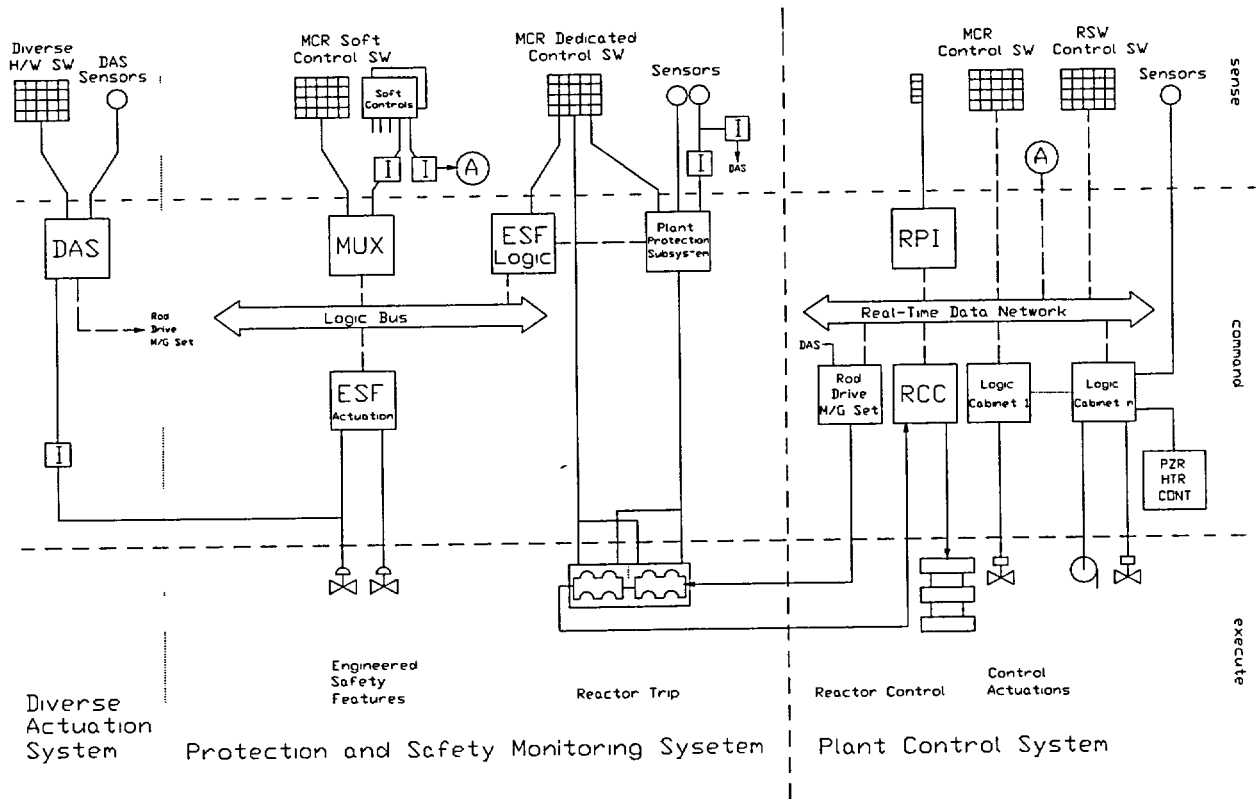 Diverse
H/W SW
DAS
Sensors
MCR Soft
Control SW
Soft
Controls
MCR Dedicated
Control SW
Sensors
MCR
Control SW
RSW
Control SW
Sensors
sense
I
I
A
I
I
DAS
A
DAS
MUX
ESF
Logic
Plant
Protection
Subsystem
RPI
Rod
Drive
M/G Set
Logic Bus
Real-Time Data Network
command
ESF
Actuation
DAS
Rod
Drive
M/G Set
RCC
Logic
Cabinet 1
Logic
Cabinet n
I
PZR
HTR
CONT
execute
Engineered
Safety
Features
Reactor Trip
Reactor Control
Control
Actuations
Diverse
Actuation
System
Protection and Safety Monitoring Sysetem
Plant Control System